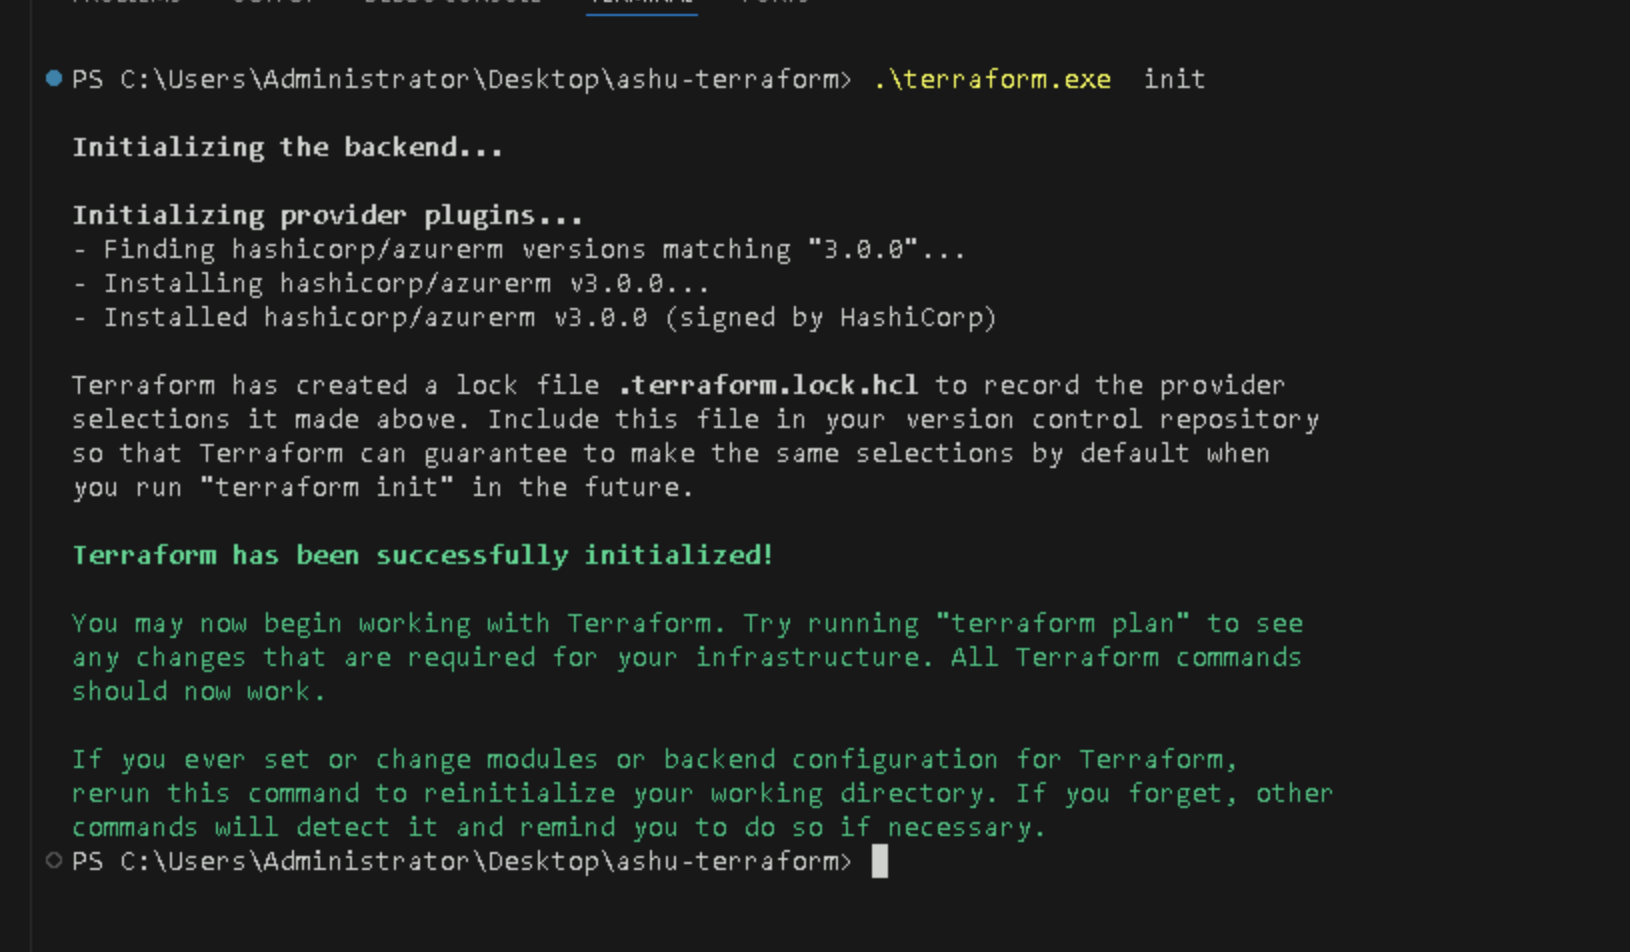 TERMINAL
PS C:\Users\Administrator\Desktop\ashu-terraform> .\terraform.exe  init
Initializing the backend...
Initializing provider plugins...
- Finding hashicorp/azurerm versions matching "3.0.0"...
- Installing hashicorp/azurerm v3.0.0...
- Installed hashicorp/azurerm v3.0.0 (signed by HashiCorp)
Terraform has created a lock file .terraform.lock.hcl to record the provider
selections it made above. Include this file in your version control repository
so that Terraform can guarantee to make the same selections by default when
you run "terraform init" in the future.
Terraform has been successfully initialized!
You may now begin working with Terraform. Try running "terraform plan" to see
any changes that are required for your infrastructure. All Terraform commands
should now work.
If you ever set or change modules or backend configuration for Terraform,
rerun this command to reinitialize your working directory. If you forget, other
commands will detect it and remind you to do so if necessary.
PS C:\Users\Administrator\Desktop\ashu-terraform>